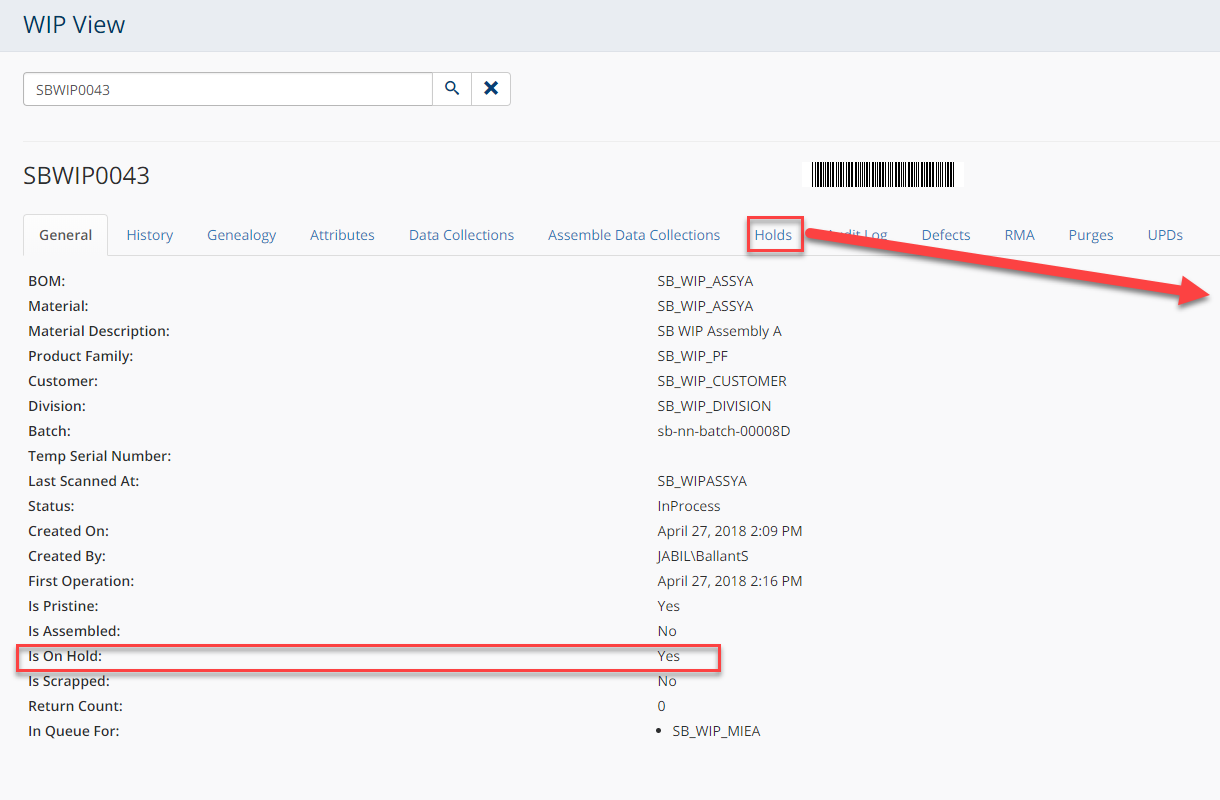 WIP View
SBWIP0043
SBWIP0043
General History Genealogy Attributes Data Collections Assemble Data Collections Holds Audit Log Defects RMA Purges UPDs
BOM: SB_WIP_ASSYA
Material: SB_WIP_ASSYA
Material Description: SB WIP Assembly A
Product Family: SB_WIP_PF
Customer: SB_WIP_CUSTOMER
Division: SB_WIP_DIVISION
Batch: sb-nn-batch-00008D
Temp Serial Number:
Last Scanned At: SB_WIPASSYA
Status: InProcess
Created On: April 27, 2018 2:09 PM
Created By: JABIL\BallantS
First Operation: April 27, 2018 2:16 PM
Is Pristine: Yes
Is Assembled: No
Is On Hold: Yes
Is Scrapped: No
Return Count: 0
In Queue For: • SB_WIP_MIEA